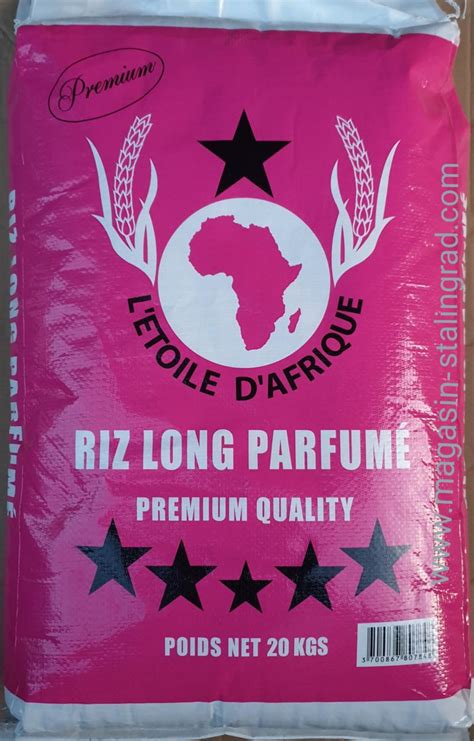 Premium
L'ETOILE D'AFRIQUE
RIZ LONG PARFUMÉ
PREMIUM QUALITY
POIDS NET 20 KGS
RIZ LONG PARFUMÉ
www.magasin-stalingrad.com